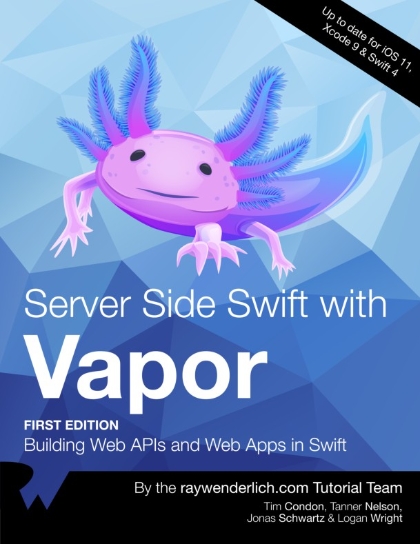 Up to date for iOS 11,
Xcode 9 & Swift 4
Server Side Swift with
Vapor
FIRST EDITION
Building Web APIs and Web Apps in Swift
By the raywenderlich.com Tutorial Team
Tim Condon, Tanner Nelson,
Jonas Schwartz & Logan Wright